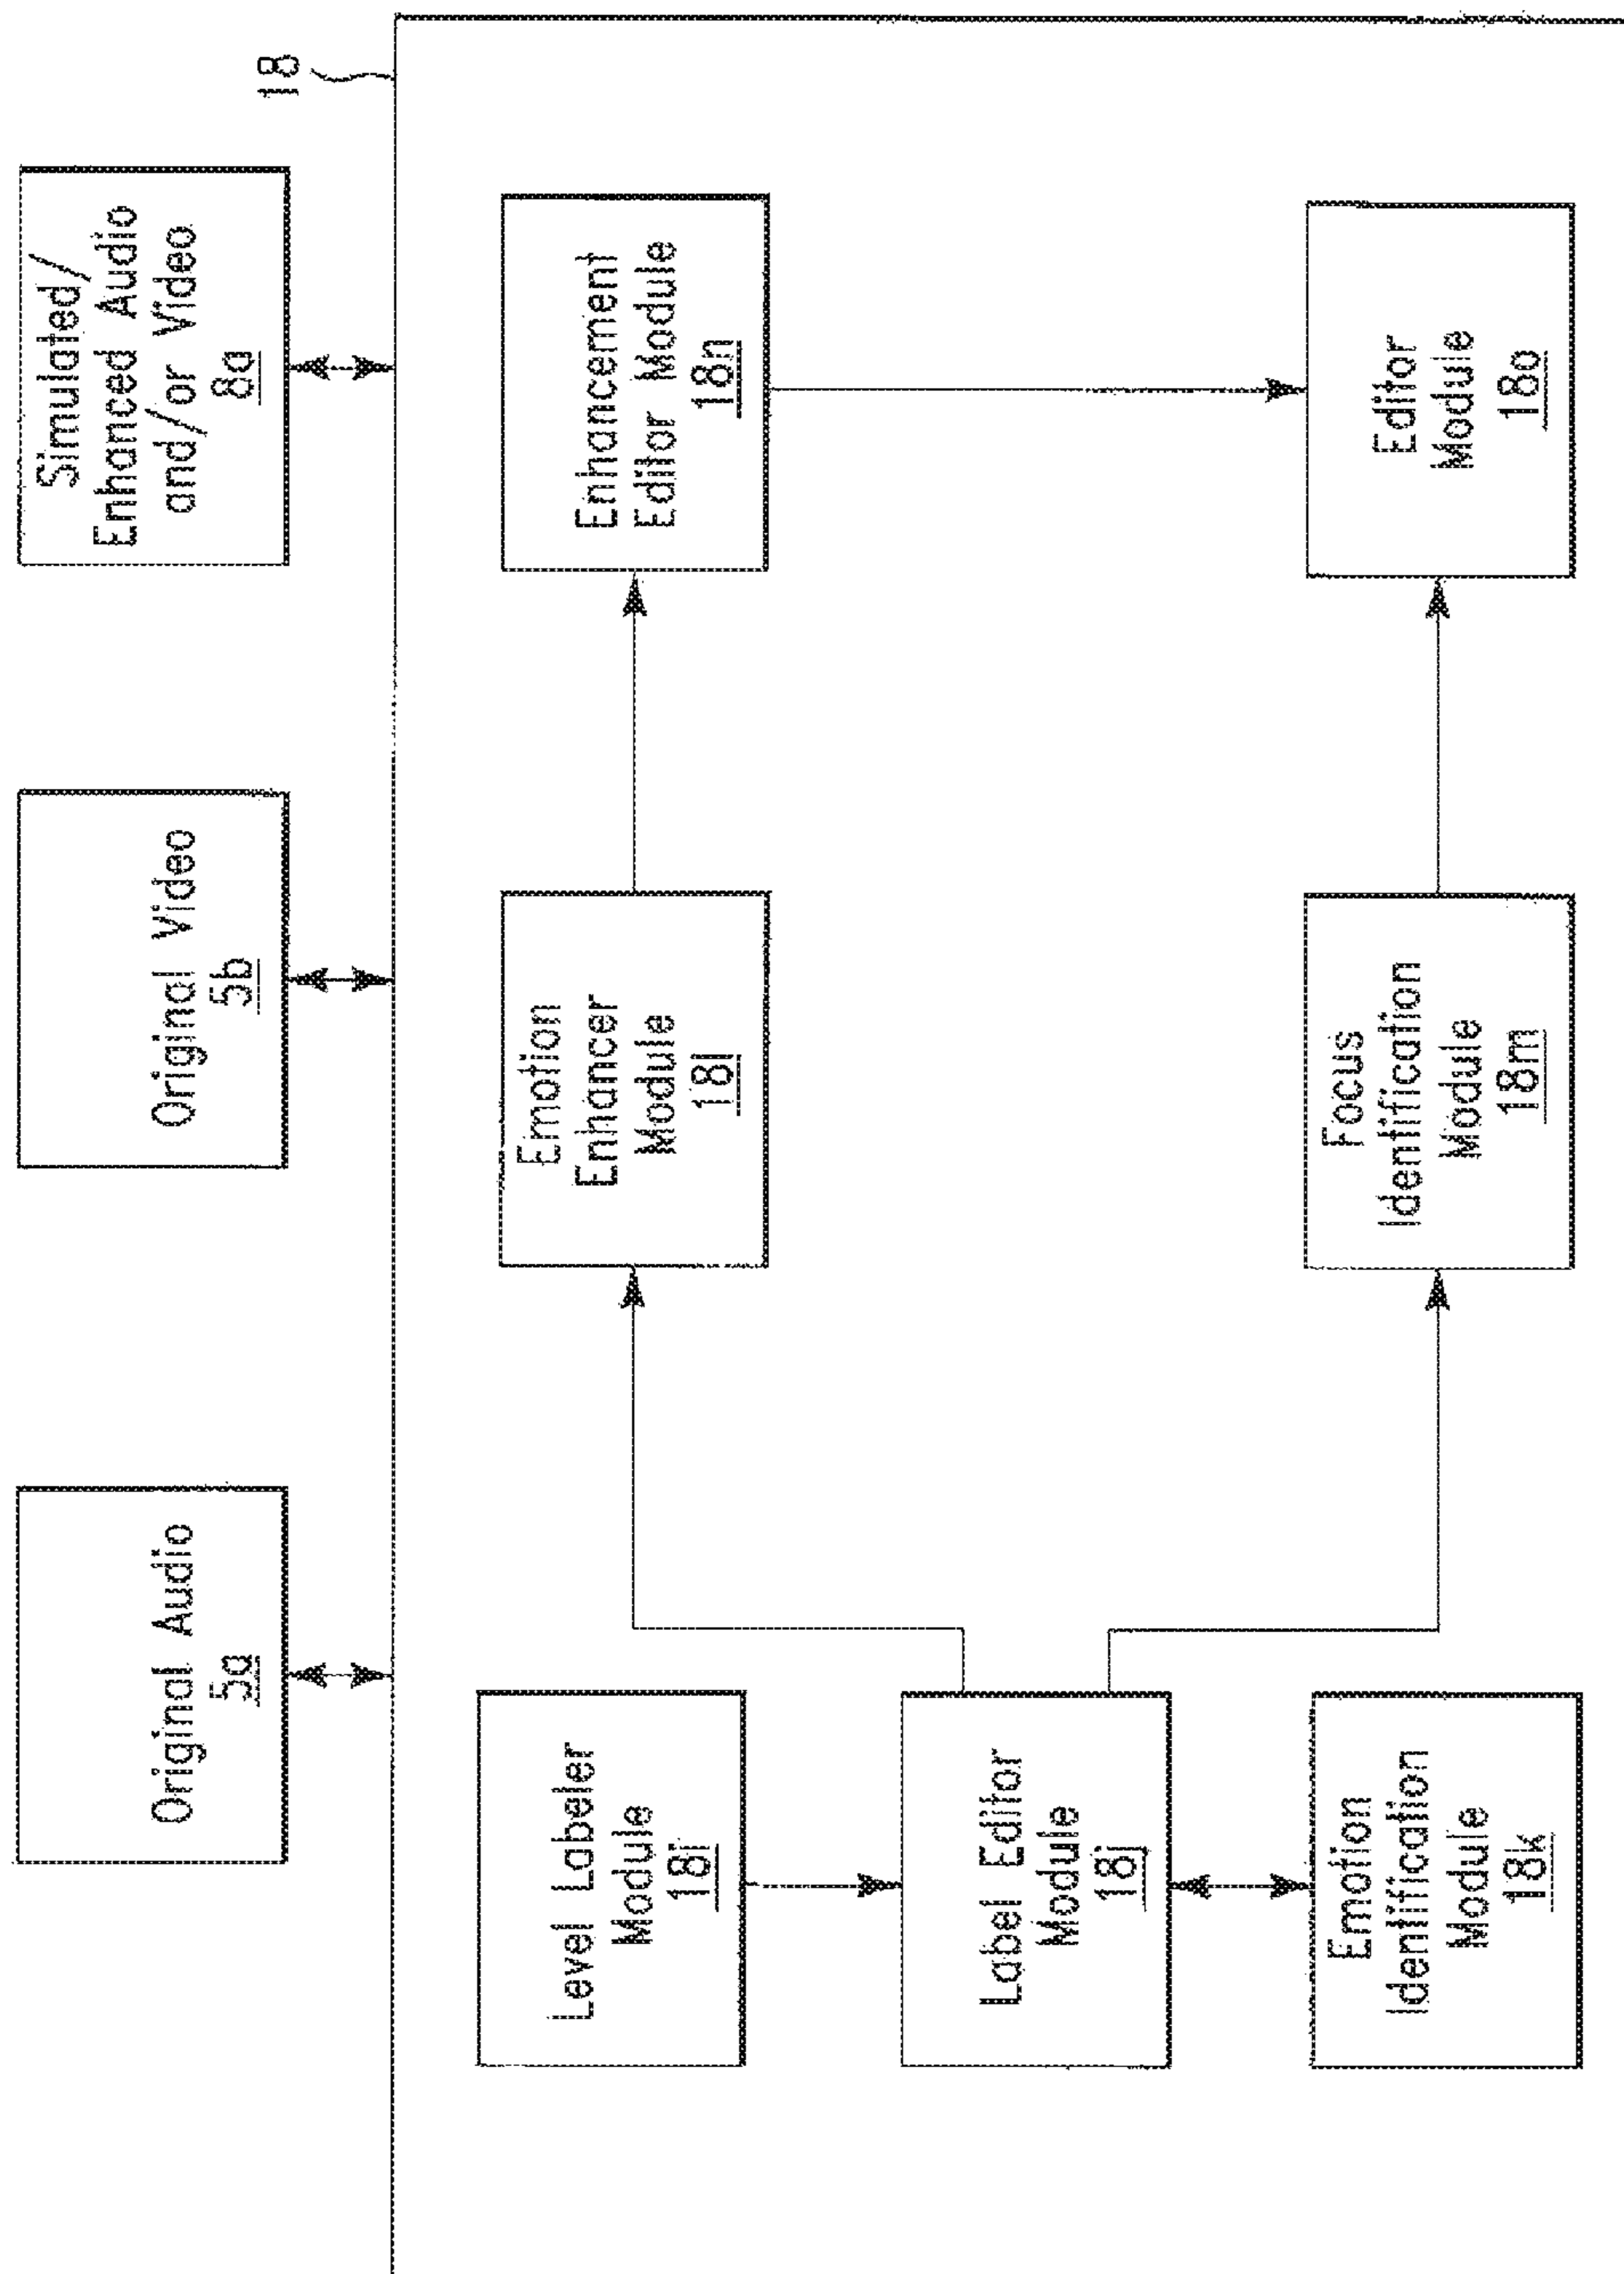 Original Audio
5a
Original Video
5b
Simulated/
Enhanced Audio
and/or Video
8a
18
Level Labeler
Module
18i
Emotion
Enhancer
Module
18l
Enhancement
Editor Module
18n
Label Editor
Module
18j
Emotion
Identification
Module
18k
Focus
Identification
Module
18m
Editor
Module
18o